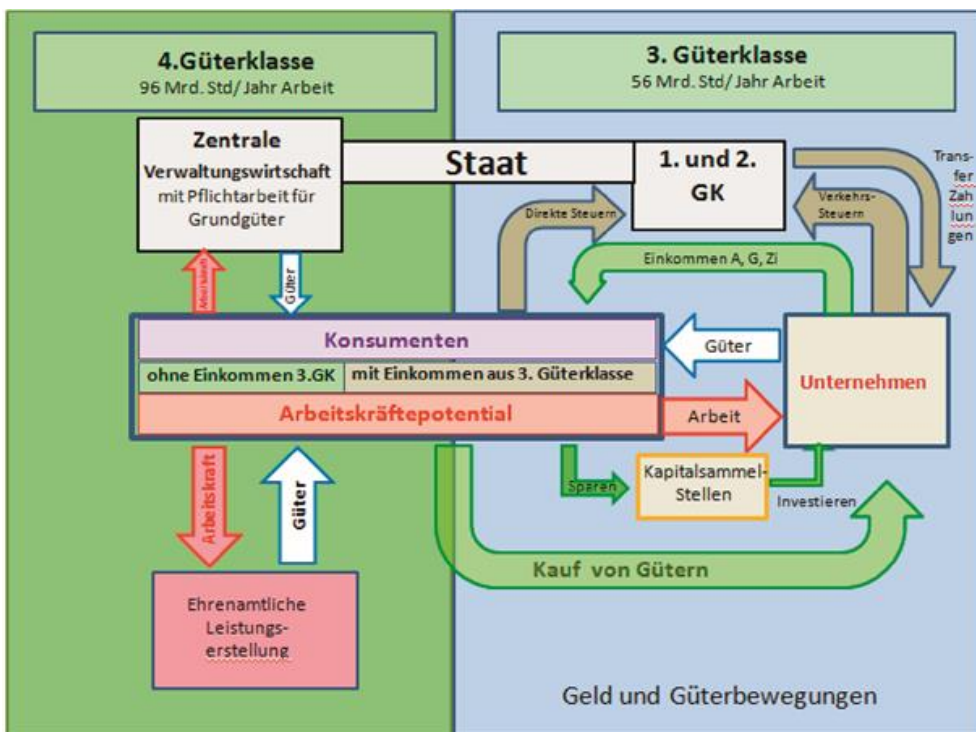 4.Güterklasse
96 Mrd. Std/ Jahr Arbeit
3. Güterklasse
56 Mrd. Std/ Jahr Arbeit
Zentrale
Verwaltungswirtschaft
mit Pflichtarbeit für
Grundgüter
Staat
1. und 2.
GK
Trans-
fer
Zah
lun
gen
Direkte Steuern
Verkehrs-
Steuern
Einkommen A, G, Zi
Arbeitskraft
Güter
Konsumenten
ohne Einkommen 3.GK
mit Einkommen aus 3. Güterklasse
Arbeitskräftepotential
Güter
Unternehmen
Arbeit
Arbeitskraft
Güter
Sparen
Kapitalsammel-
Stellen
Investieren
Kauf von Gütern
Ehrenamtliche
Leistungs-
erstellung
Geld und Güterbewegungen